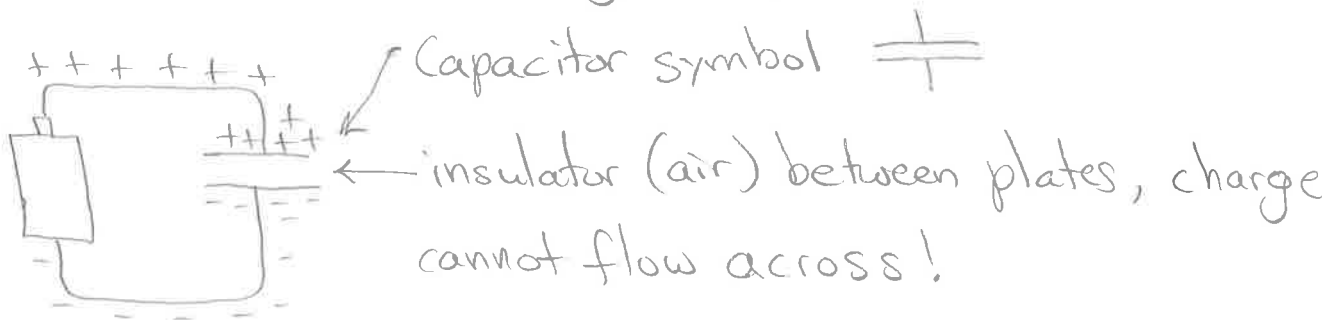 + + + + + +
Capacitor symbol
+
++ ++
insulator (air) between plates, charge
cannot flow across!